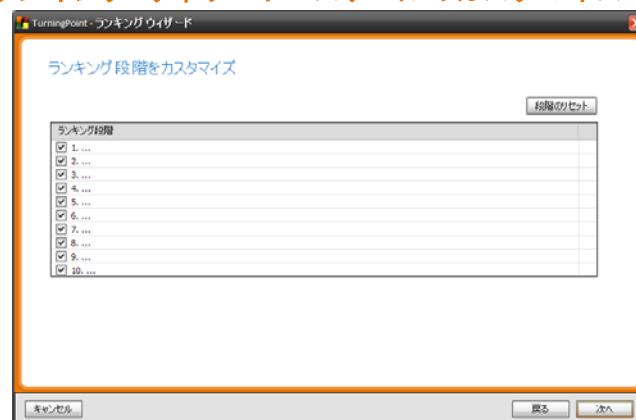 TurningPoint - ランキング ウィザード
ランキング段階をカスタマイズ
段階のリセット
ランキング段階
1. ...
2. ...
3. ...
4. ...
5. ...
6. ...
7. ...
8. ...
9. ...
10. ...
キャンセル
戻る
次へ